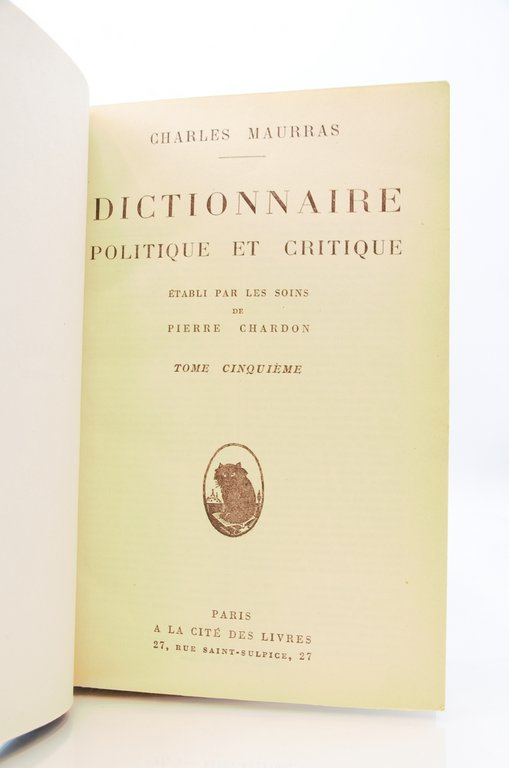 CHARLES MAURRAS
DICTIONNAIRE
POLITIQUE ET CRITIQUE
ÉTABLI PAR LES SOINS
DE
PIERRE CHARDON
TOME CINQUIÈME
PARIS
A LA CITÉ DES LIVRES
27, RUE SAINT-SULPICE, 27